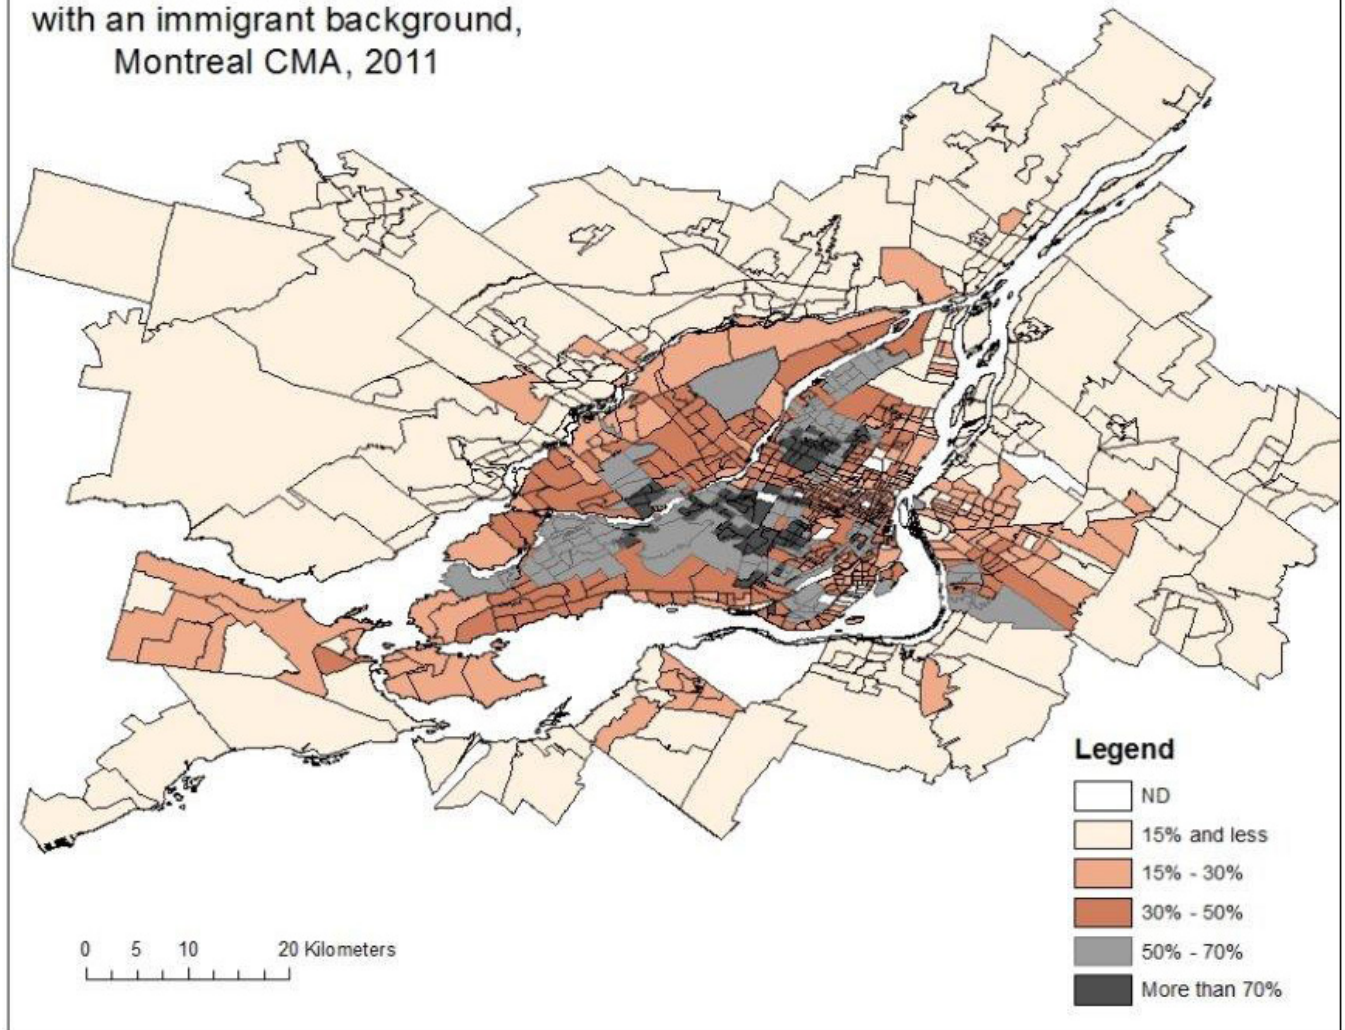 with an immigrant background,
Montreal CMA, 2011
Legend
ND
15% and less
15% - 30%
30% - 50%
50% - 70%
More than 70%
0 5 10 20 Kilometers